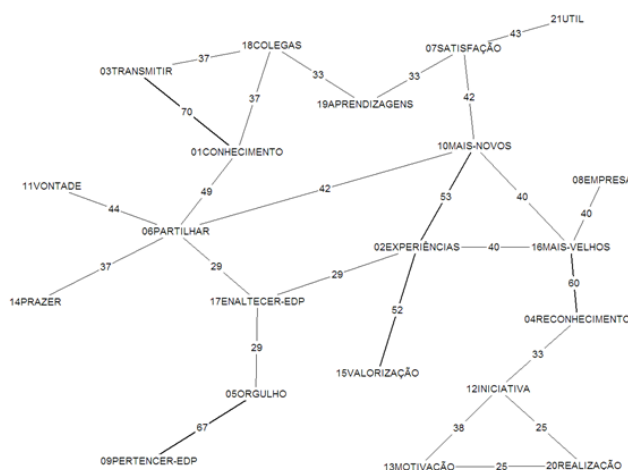 21UTIL
43
18COLEGAS
07SATISFAÇÃO
37
03TRANSMITIR
33
33
37
42
19APRENDIZAGENS
70
10MAIS-NOVOS
01CONHECIMENTO
08EMPRESA
11VONTADE
49
42
40
44
53
40
06PARTILHAR
02EXPERIÊNCIAS
40
16MAIS-VELHOS
37
29
29
60
14PRAZER
17ENALTECER-EDP
52
04RECONHECIMENTO
29
33
15VALORIZAÇÃO
05ORGULHO
12INICIATIVA
67
38
25
09PERTENCER-EDP
13MOTIVAÇÃO
25
20REALIZAÇÃO